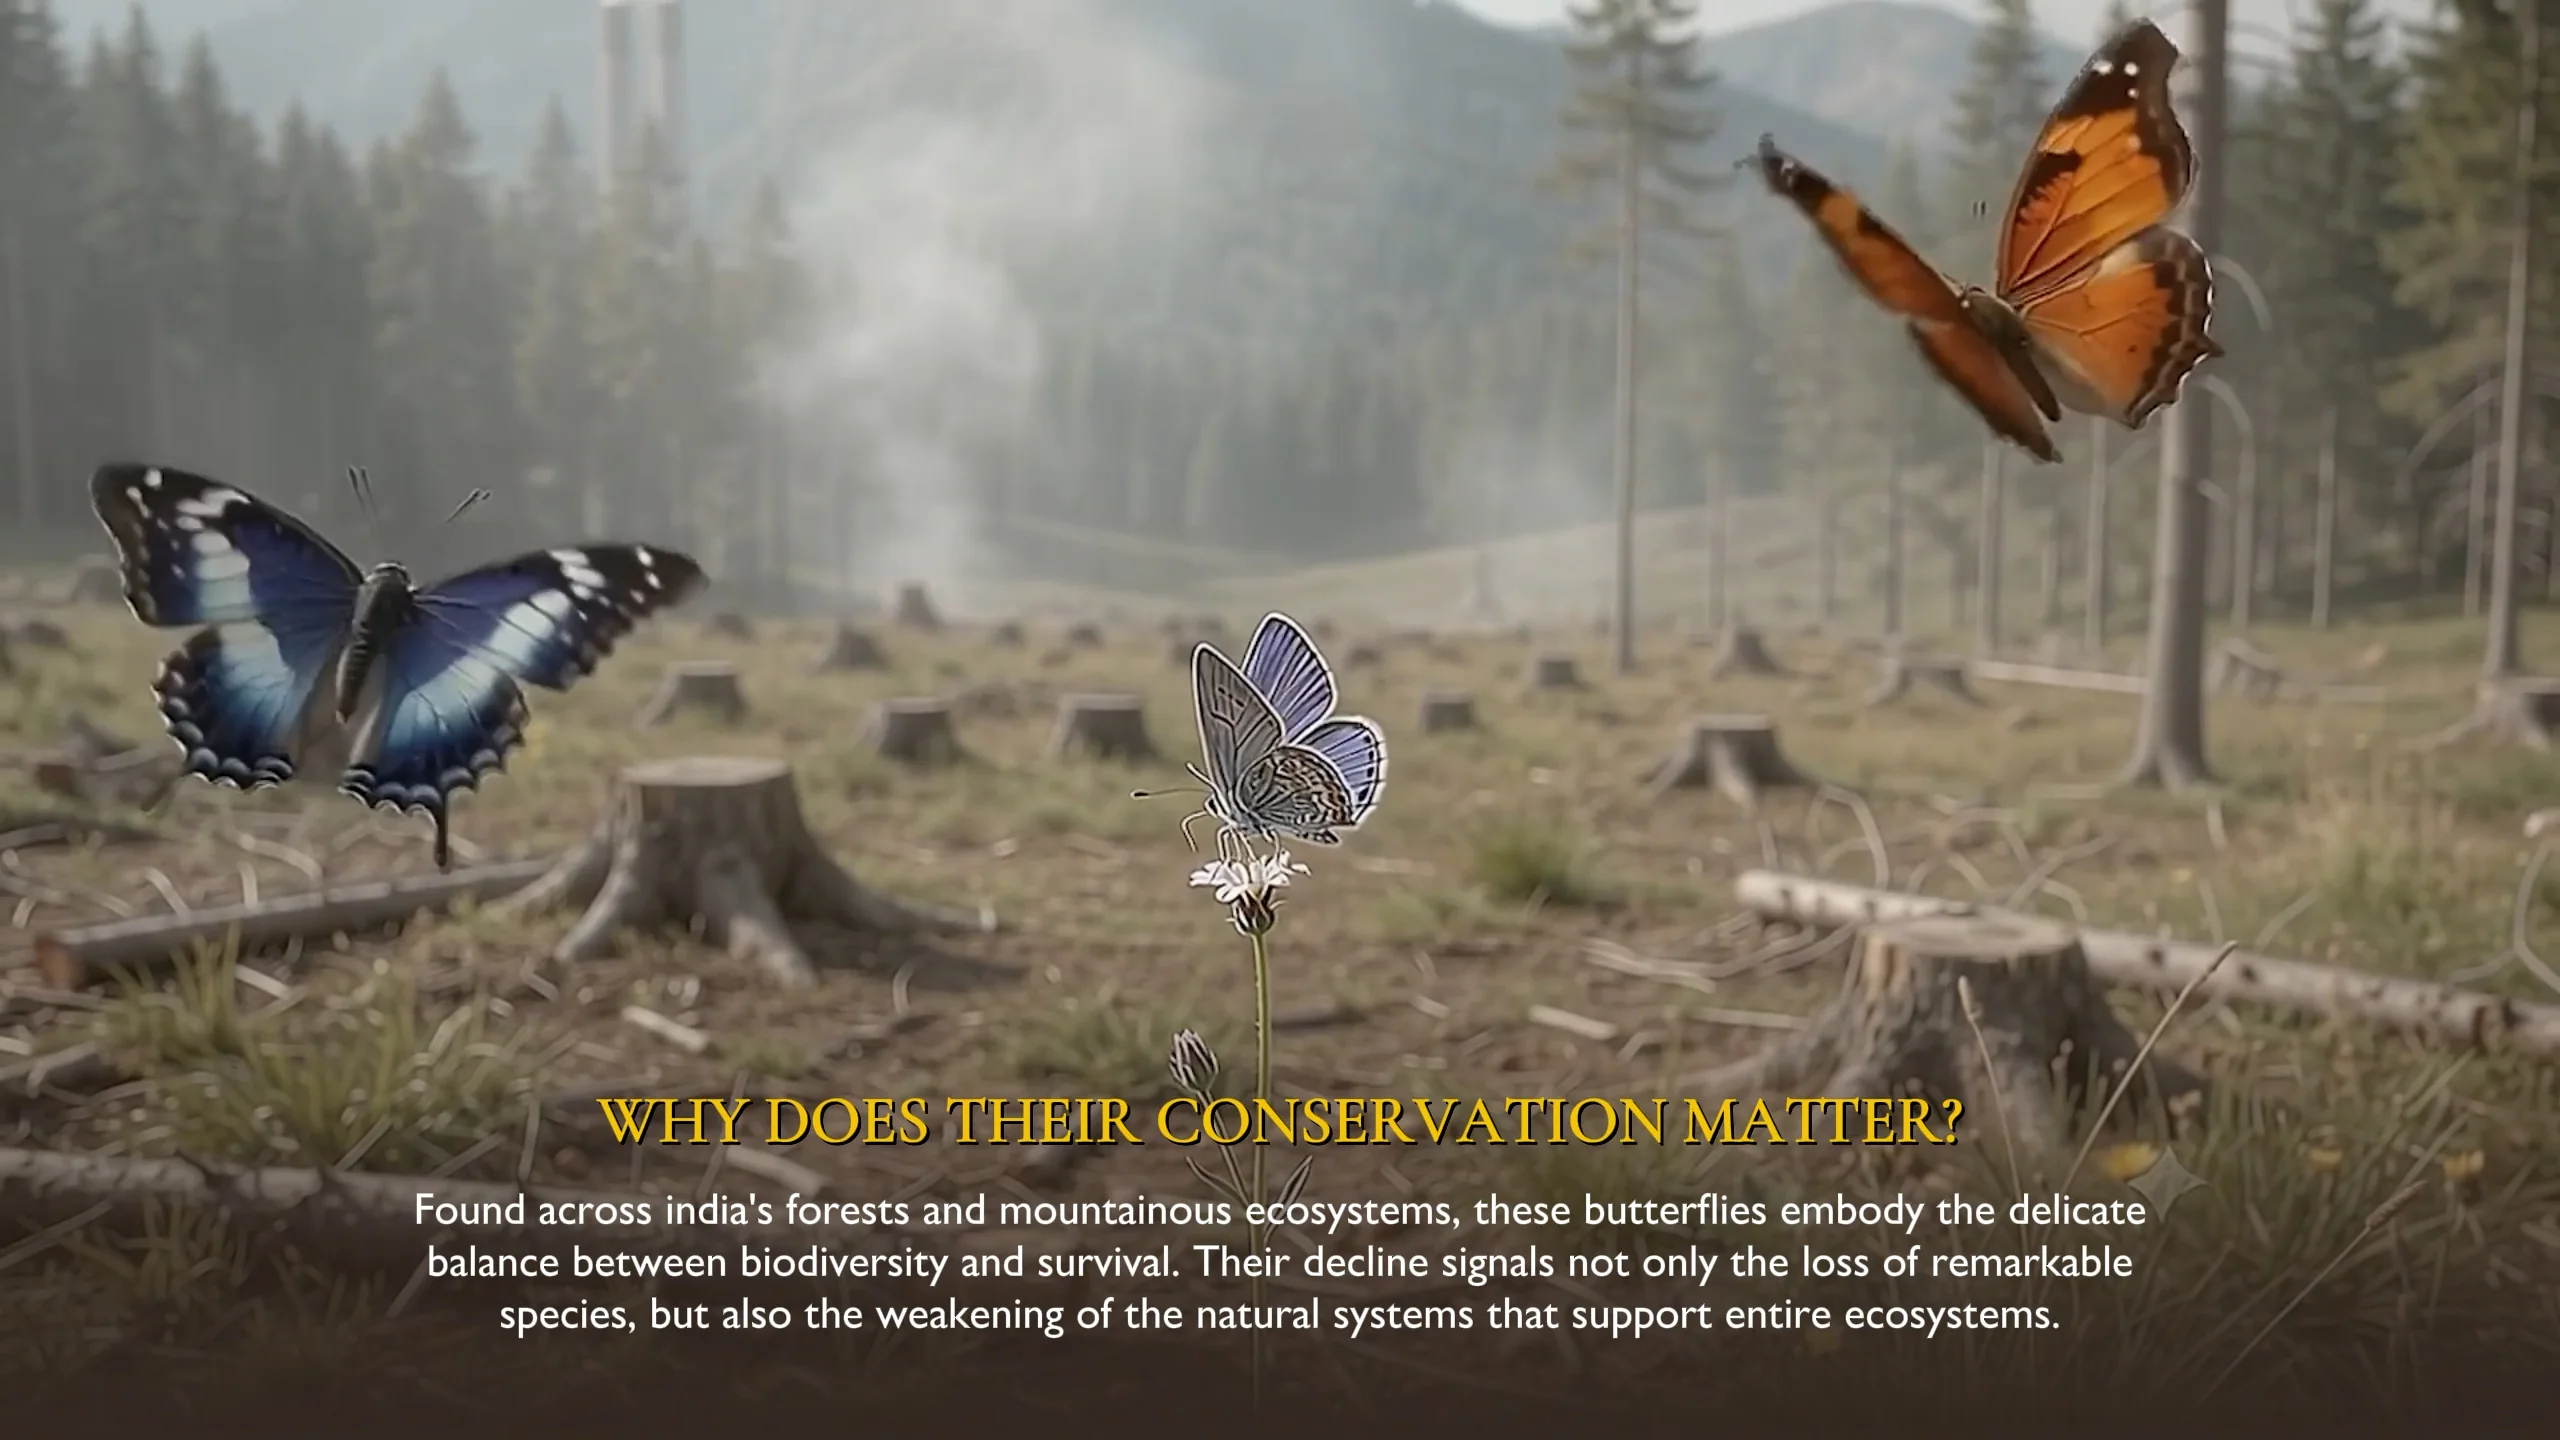 WHY DOES THEIR CONSERVATION MATTER?
Found across india's forests and mountainous ecosystems, these butterflies embody the delicate
balance between biodiversity and survival. Their decline signals not only the loss of remarkable
species, but also the weakening of the natural systems that support entire ecosystems.